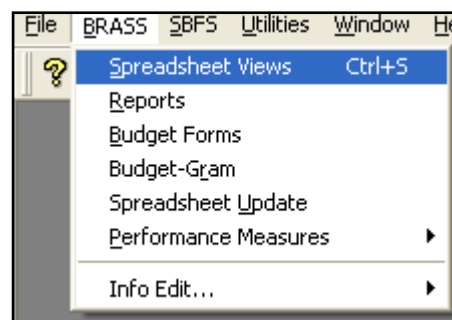 File BRASS SBFS Utilities Window
Spreadsheet Views Ctrl+S
Reports
Budget Forms
Budget-Gram
Spreadsheet Update
Performance Measures
Info Edit...